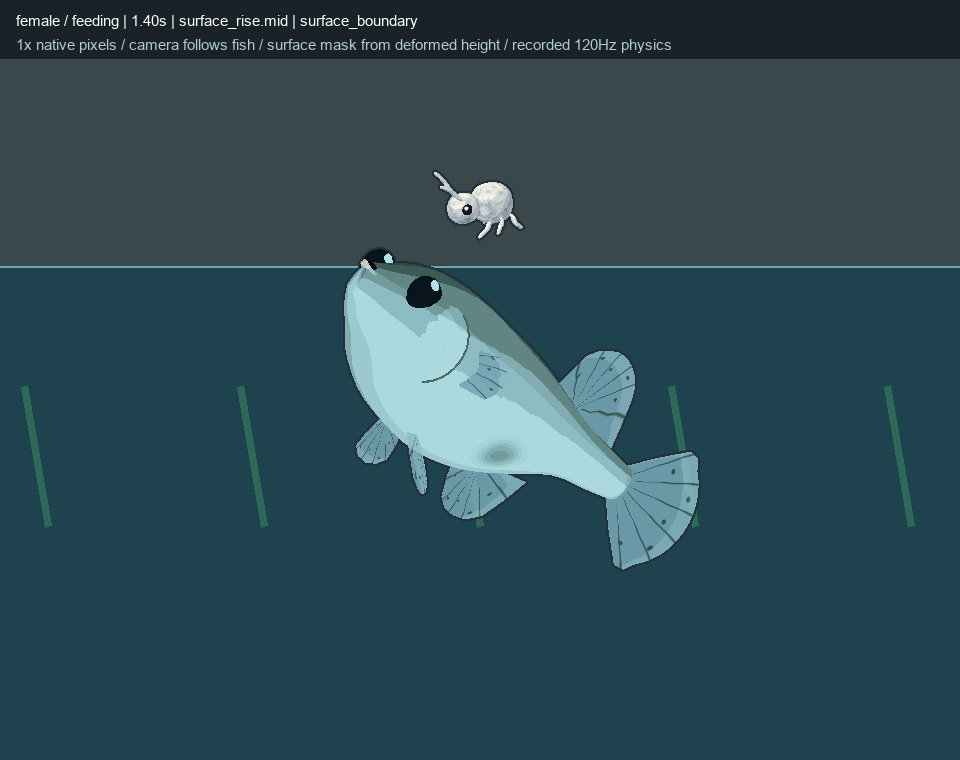 female / feeding | 1.40s | surface_rise.mid | surface_boundary
1x native pixels / camera follows fish / surface mask from deformed height / recorded 120Hz physics